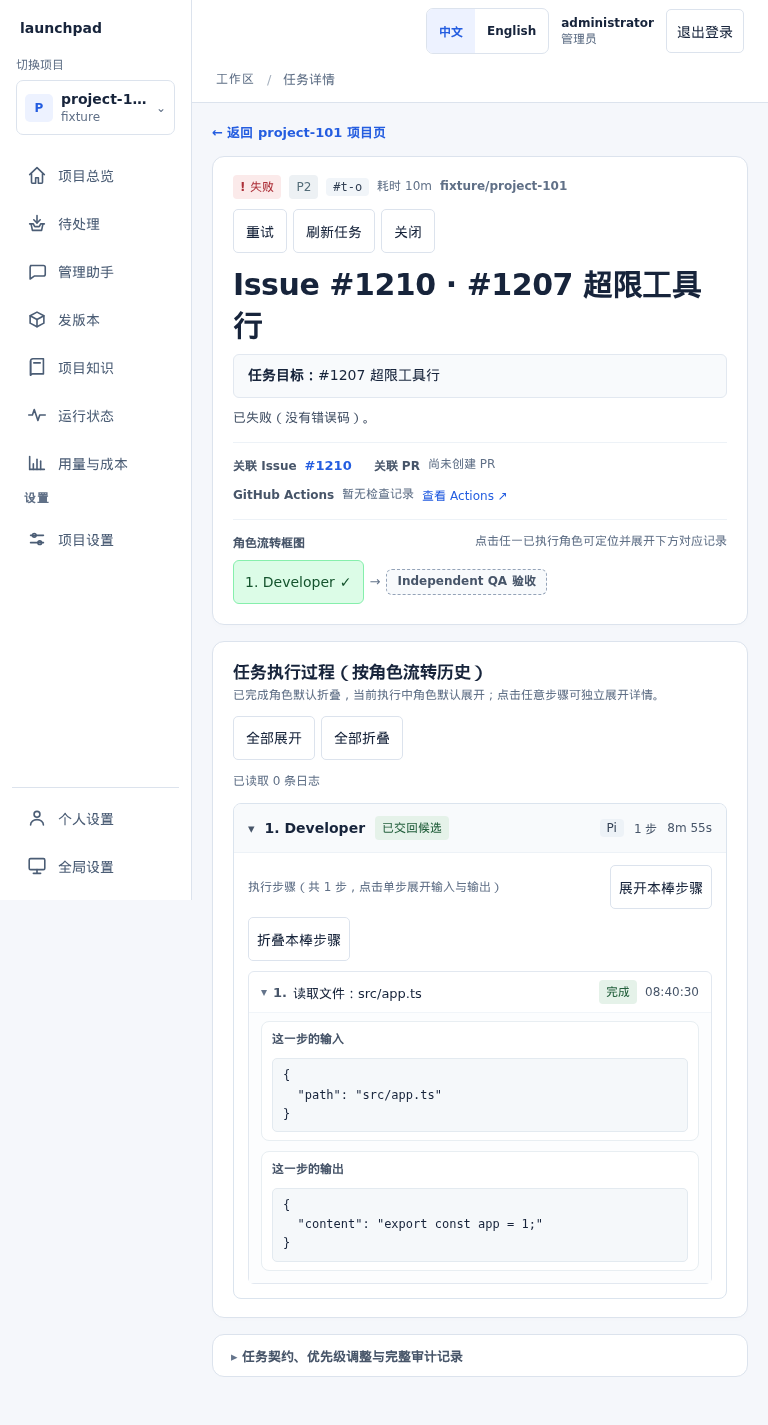 launchpad
切换项目
P
project-1…
fixture
项目总览
待处理
管理助手
发版本
项目知识
运行状态
用量与成本
设置
项目设置
个人设置
全局设置
中文 English administrator
管理员
退出登录
工作区 / 任务详情
← 返回 project-101 项目页
! 失败 P2 #t-o 耗时 10m fixture/project-101
重试 刷新任务 关闭
Issue #1210 · #1207 超限工具
行
任务目标：#1207 超限工具行
已失败（没有错误码）。
关联 Issue #1210 关联 PR 尚未创建 PR
GitHub Actions 暂无检查记录 查看 Actions ↗
角色流转框图 点击任一已执行角色可定位并展开下方对应记录
1. Developer ✓ → Independent QA 验收
任务执行过程（按角色流转历史）
已完成角色默认折叠，当前执行中角色默认展开；点击任意步骤可独立展开详情。
全部展开 全部折叠
已读取 0 条日志
▾ 1. Developer 已交回候选 Pi 1 步 8m 55s
执行步骤（共 1 步，点击单步展开输入与输出） 展开本棒步骤
折叠本棒步骤
▾ 1. 读取文件：src/app.ts 完成 08:40:30
这一步的输入
{
"path": "src/app.ts"
}
这一步的输出
{
"content": "export const app = 1;"
}
▸ 任务契约、优先级调整与完整审计记录